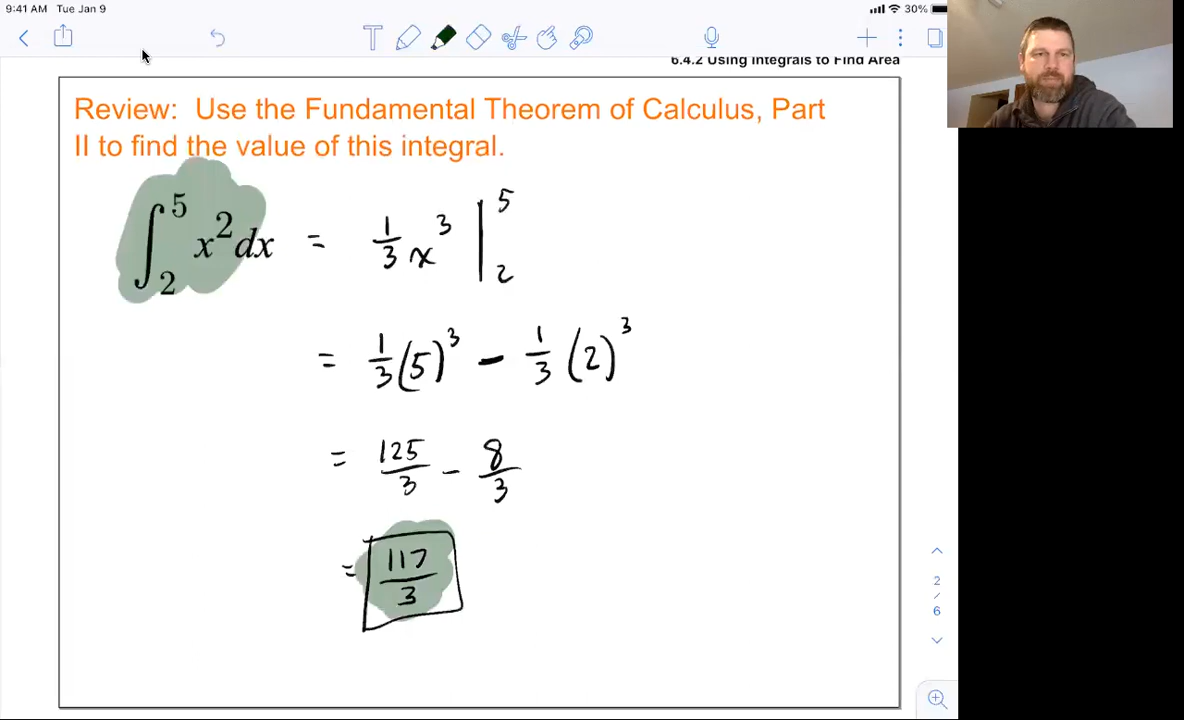 9:41 AM Tue Jan 9 30%
6.4.2 Using Integrals to Find Area
Review: Use the Fundamental Theorem of Calculus, Part
II to find the value of this integral.
∫₂⁵ x² dx = 1/3 x³ |₂⁵
= 1/3 (5)³ - 1/3 (2)³
= 125/3 - 8/3
= 117/3
2
/
6